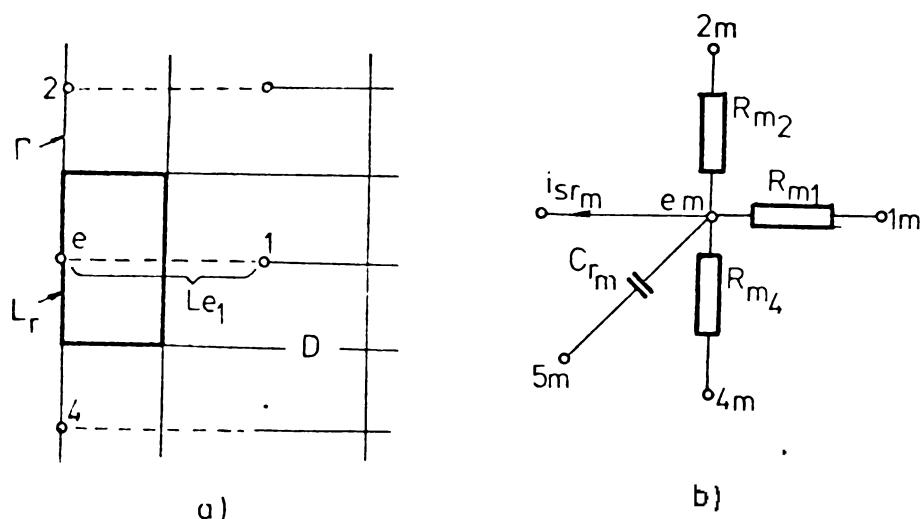 2
Γ
e
1
Le₁
Lᵣ
D
4
a)
2m
Rm₂
isrₘ
em
Rm₁
1m
Crₘ
Rm₄
5m
4m
b)